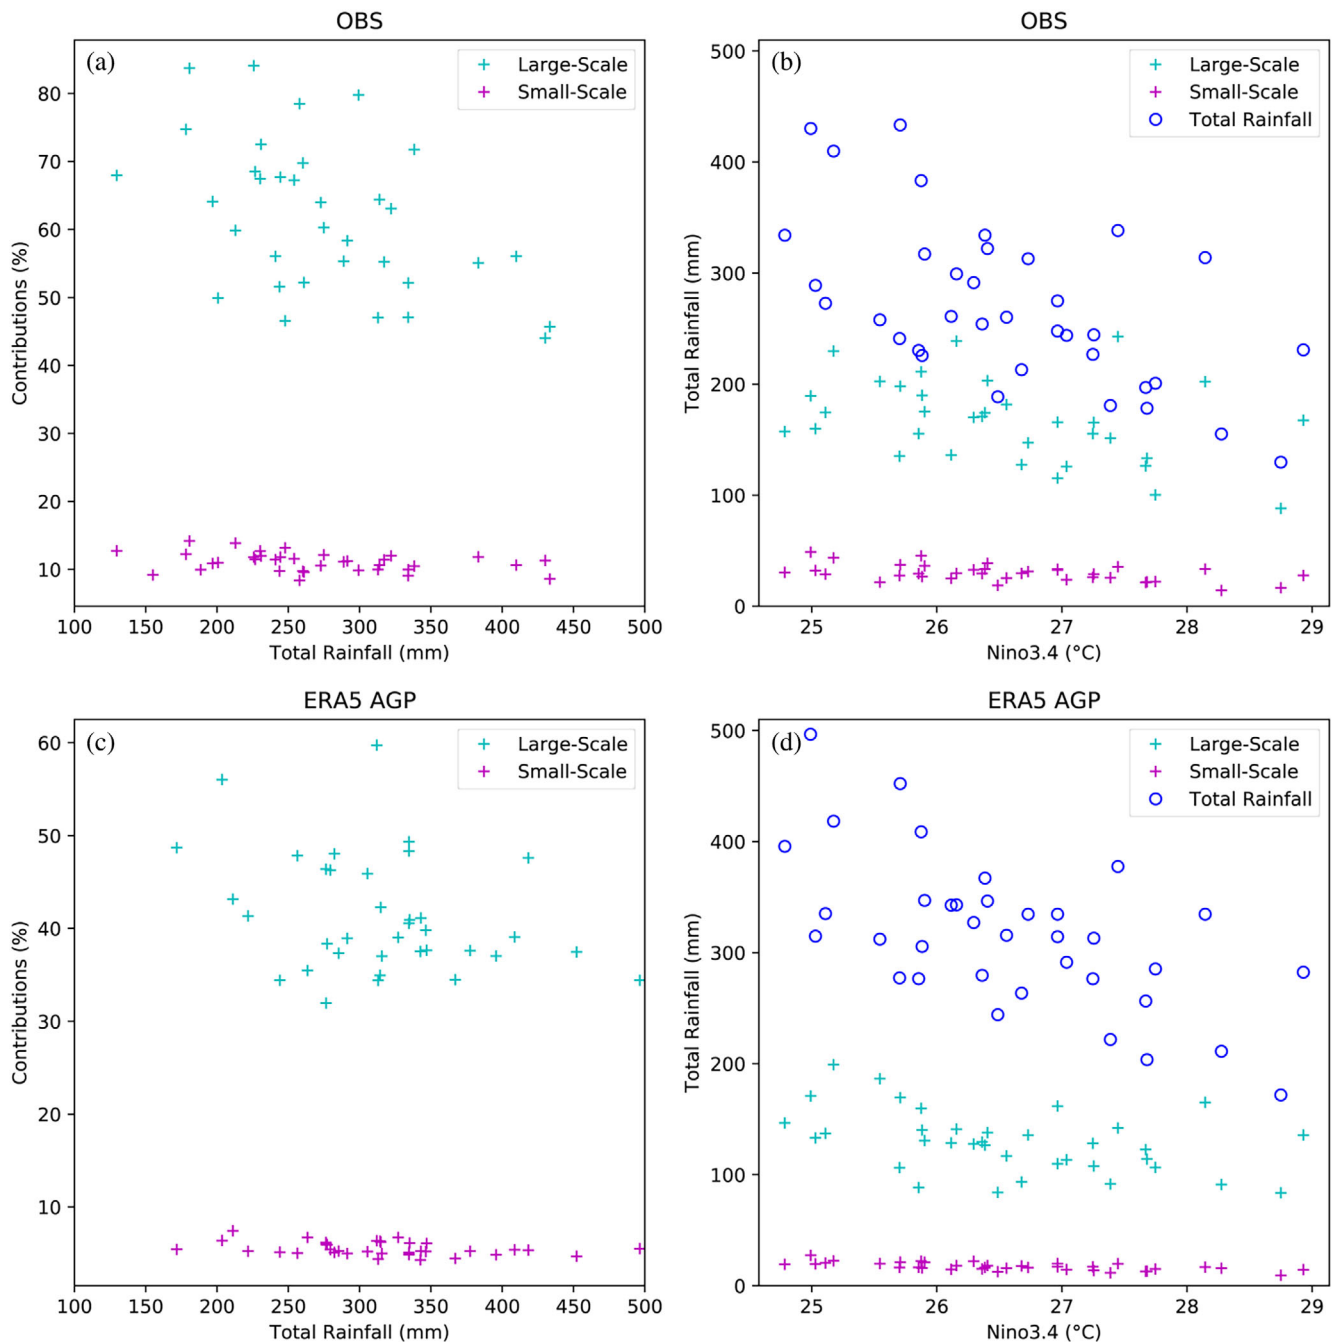 OBS
(a)
Large-Scale
Small-Scale
Contributions (%)
80
70
60
50
40
30
20
10
100 150 200 250 300 350 400 450 500
Total Rainfall (mm)
OBS
(b)
Large-Scale
Small-Scale
Total Rainfall
Total Rainfall (mm)
500
400
300
200
100
0
25 26 27 28 29
Nino3.4 (°C)
ERA5 AGP
(c)
Large-Scale
Small-Scale
Contributions (%)
60
50
40
30
20
10
100 150 200 250 300 350 400 450 500
Total Rainfall (mm)
ERA5 AGP
(d)
Large-Scale
Small-Scale
Total Rainfall
Total Rainfall (mm)
500
400
300
200
100
0
25 26 27 28 29
Nino3.4 (°C)